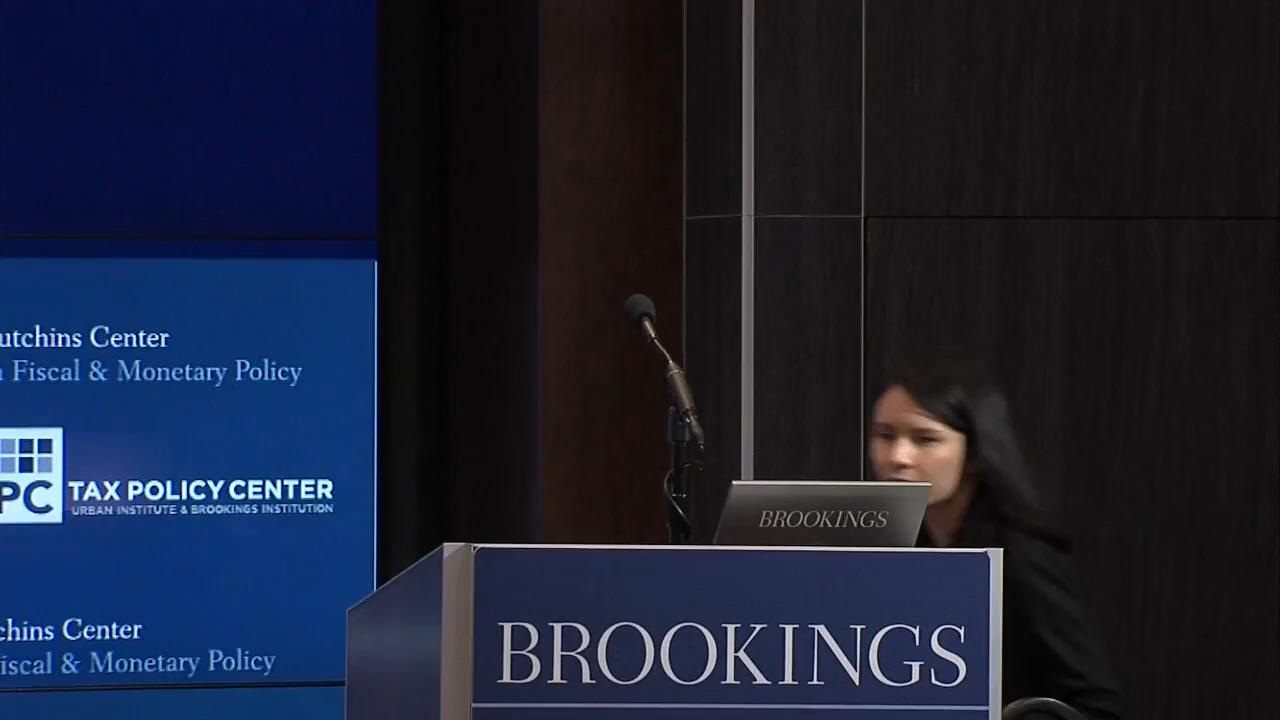 utchins Center
Fiscal & Monetary Policy
PC
TAX POLICY CENTER
URBAN INSTITUTE & BROOKINGS INSTITUTION
chins Center
iscal & Monetary Policy
BROOKINGS
BROOKINGS